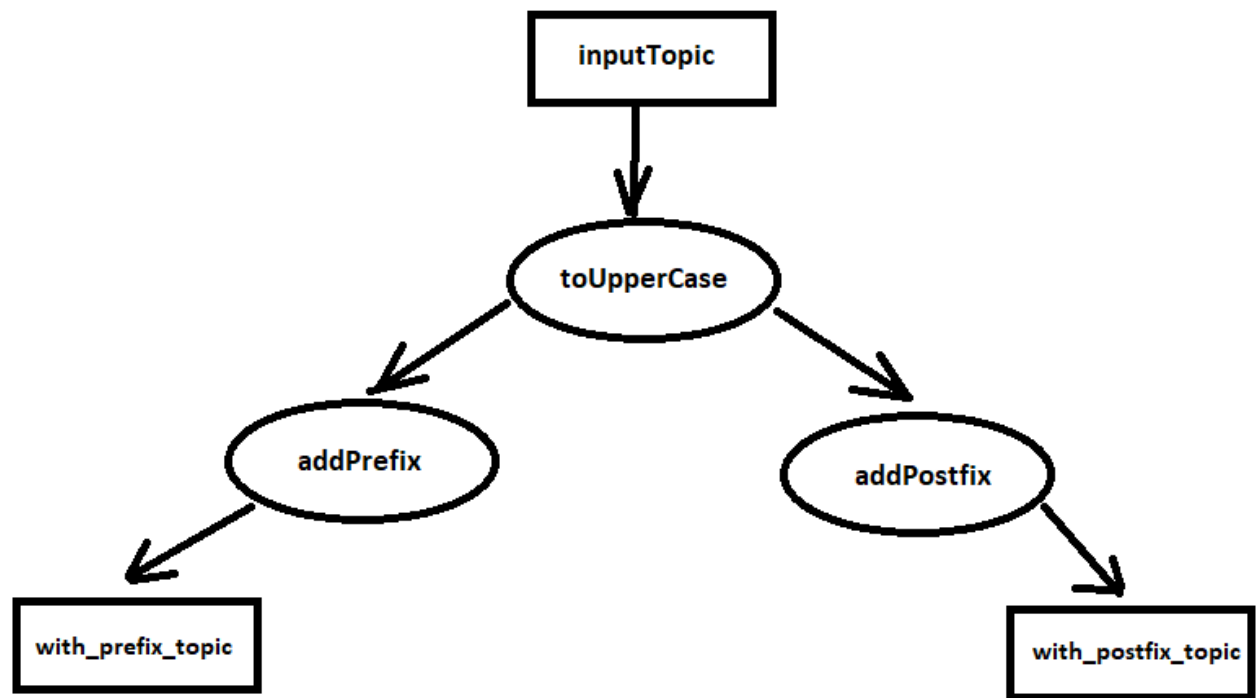 inputTopic
toUpperCase
addPrefix
addPostfix
with_prefix_topic
with_postfix_topic